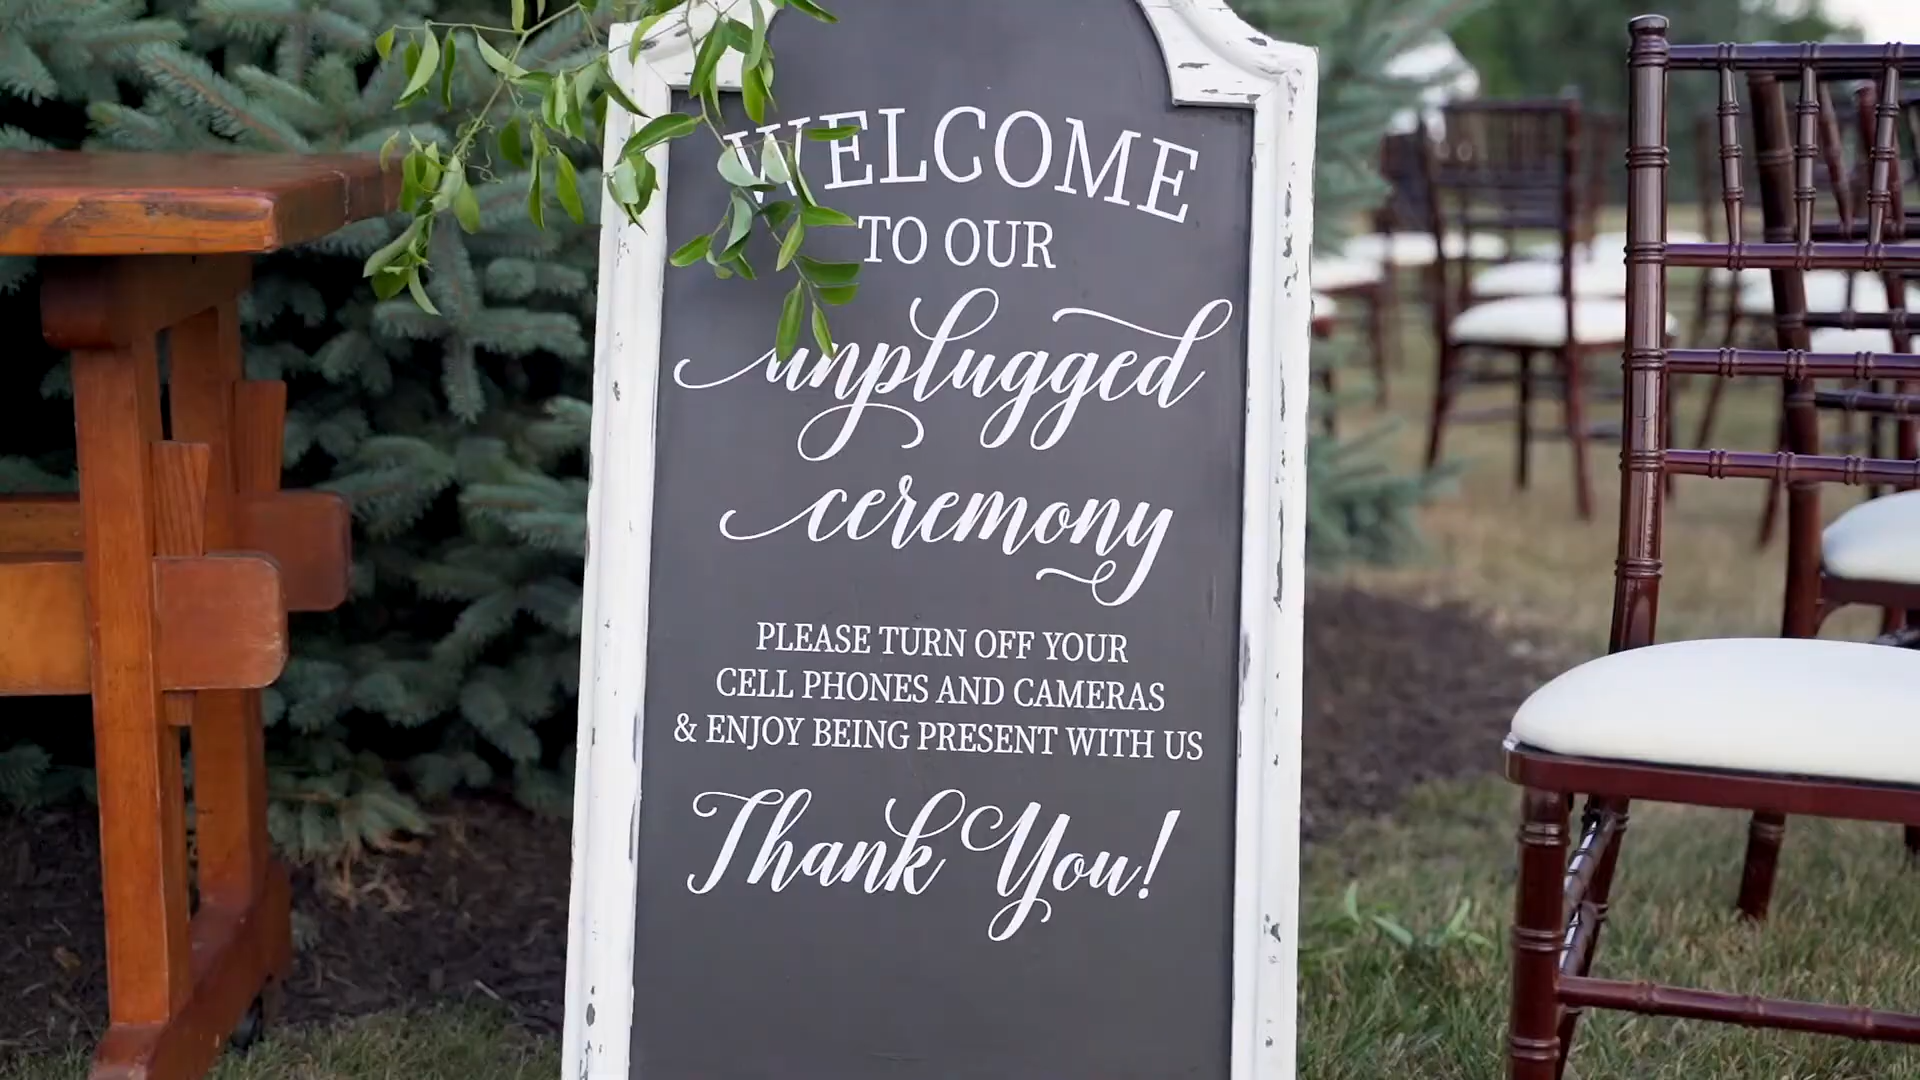 WELCOME
TO OUR
unplugged
ceremony
PLEASE TURN OFF YOUR
CELL PHONES AND CAMERAS
& ENJOY BEING PRESENT WITH US
Thank You!